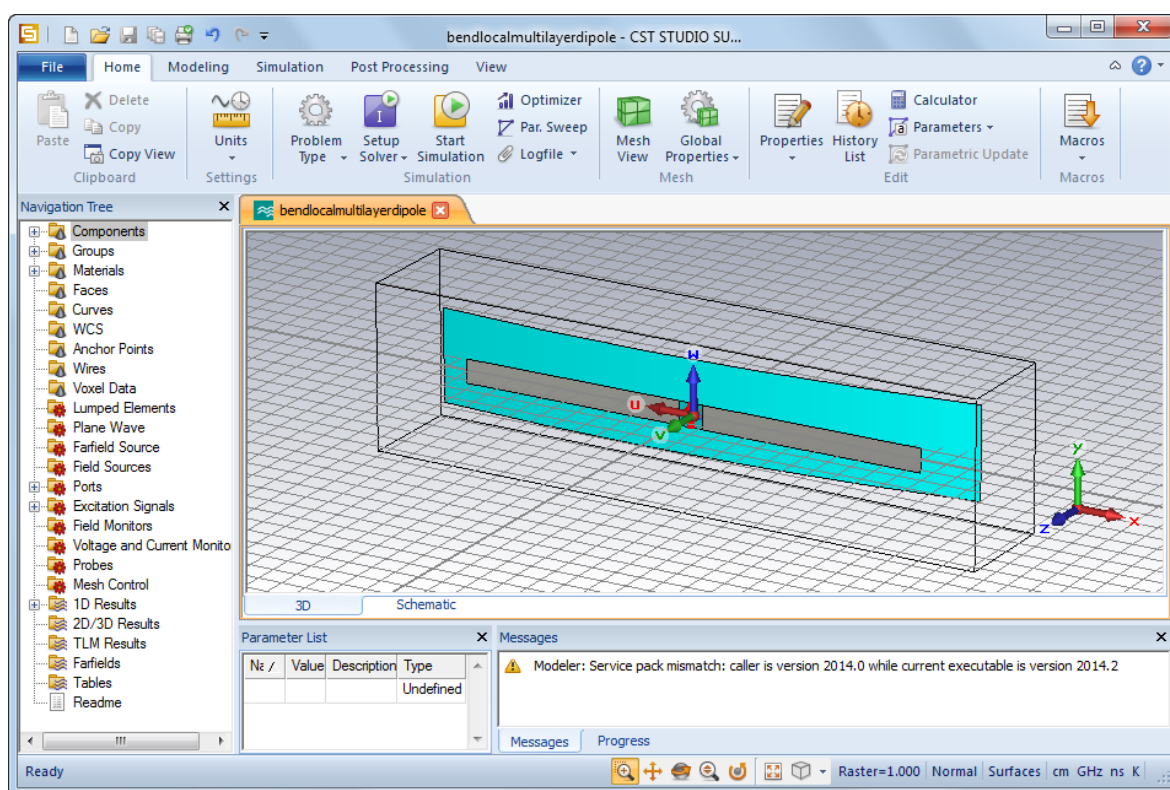 bendlocalmultilayerdipole - CST STUDIO SU...
File Home Modeling Simulation Post Processing View
Paste
Delete
Copy
Copy View
Clipboard
Units
Settings
Problem Type
Setup Solver
Start Simulation
Optimizer
Par. Sweep
Logfile
Simulation
Mesh View
Global Properties
Mesh
Properties
History List
Calculator
Parameters
Parametric Update
Edit
Macros
Macros
Navigation Tree
Components
Groups
Materials
Faces
Curves
WCS
Anchor Points
Wires
Voxel Data
Lumped Elements
Plane Wave
Farfield Source
Field Sources
Ports
Excitation Signals
Field Monitors
Voltage and Current Monito
Probes
Mesh Control
1D Results
2D/3D Results
TLM Results
Farfields
Tables
Readme
bendlocalmultilayerdipole
w
u
v
y
x
z
3D Schematic
Parameter List
Na Value Description Type
Undefined
Messages
Modeler: Service pack mismatch: caller is version 2014.0 while current executable is version 2014.2
Messages Progress
Ready
Raster=1.000 Normal Surfaces cm GHz ns K